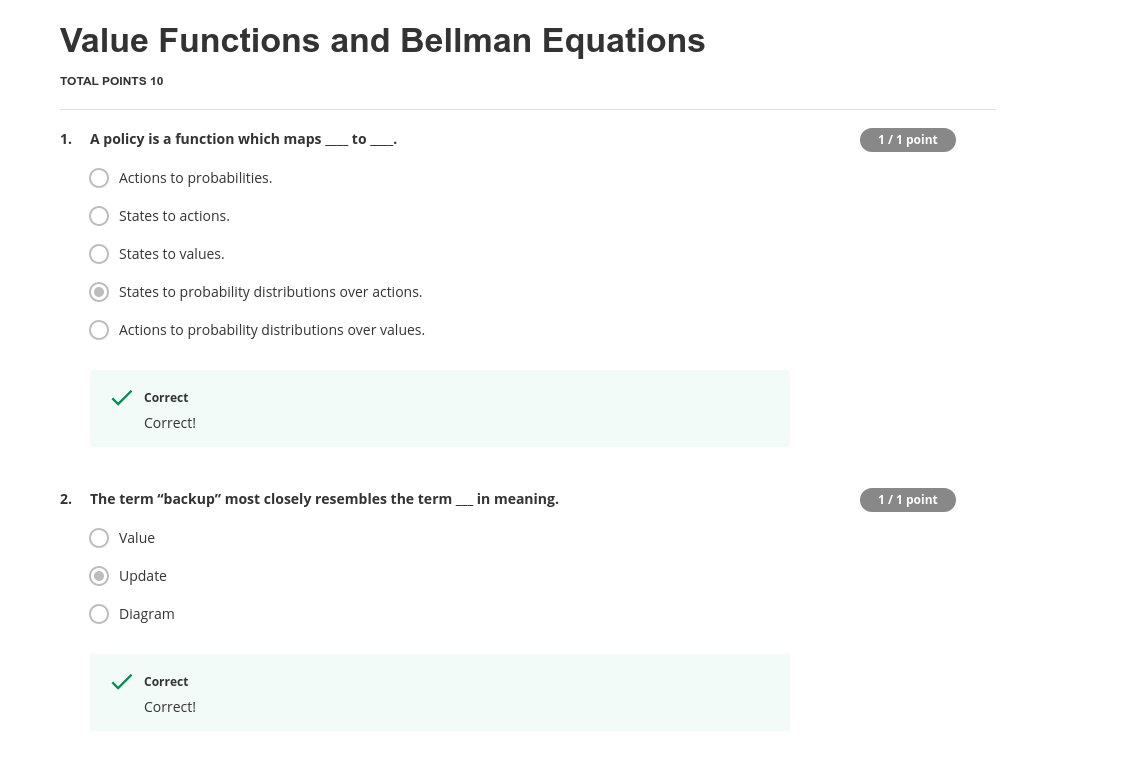 Value Functions and Bellman Equations
TOTAL POINTS 10
1. A policy is a function which maps ____ to ____.
1 / 1 point
Actions to probabilities.
States to actions.
States to values.
States to probability distributions over actions.
Actions to probability distributions over values.
Correct
Correct!
2. The term “backup” most closely resembles the term ___ in meaning.
1 / 1 point
Value
Update
Diagram
Correct
Correct!